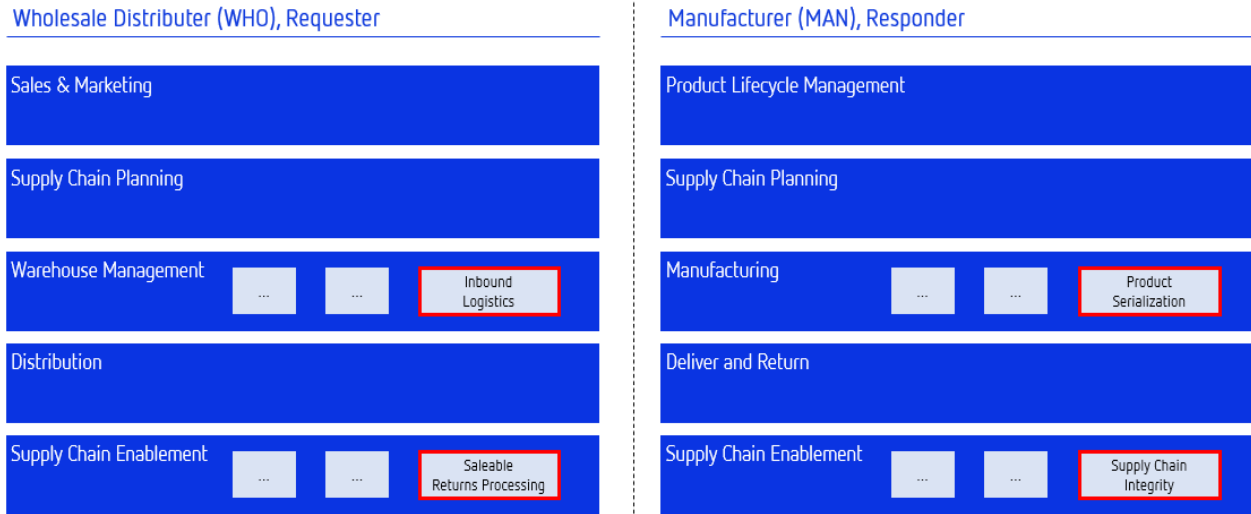 Wholesale Distributer (WHO), Requester
Sales & Marketing
Supply Chain Planning
Warehouse Management
...
...
Inbound
Logistics
Distribution
Supply Chain Enablement
...
...
Saleable
Returns Processing
Manufacturer (MAN), Responder
Product Lifecycle Management
Supply Chain Planning
Manufacturing
...
...
Product
Serialization
Deliver and Return
Supply Chain Enablement
...
...
Supply Chain
Integrity